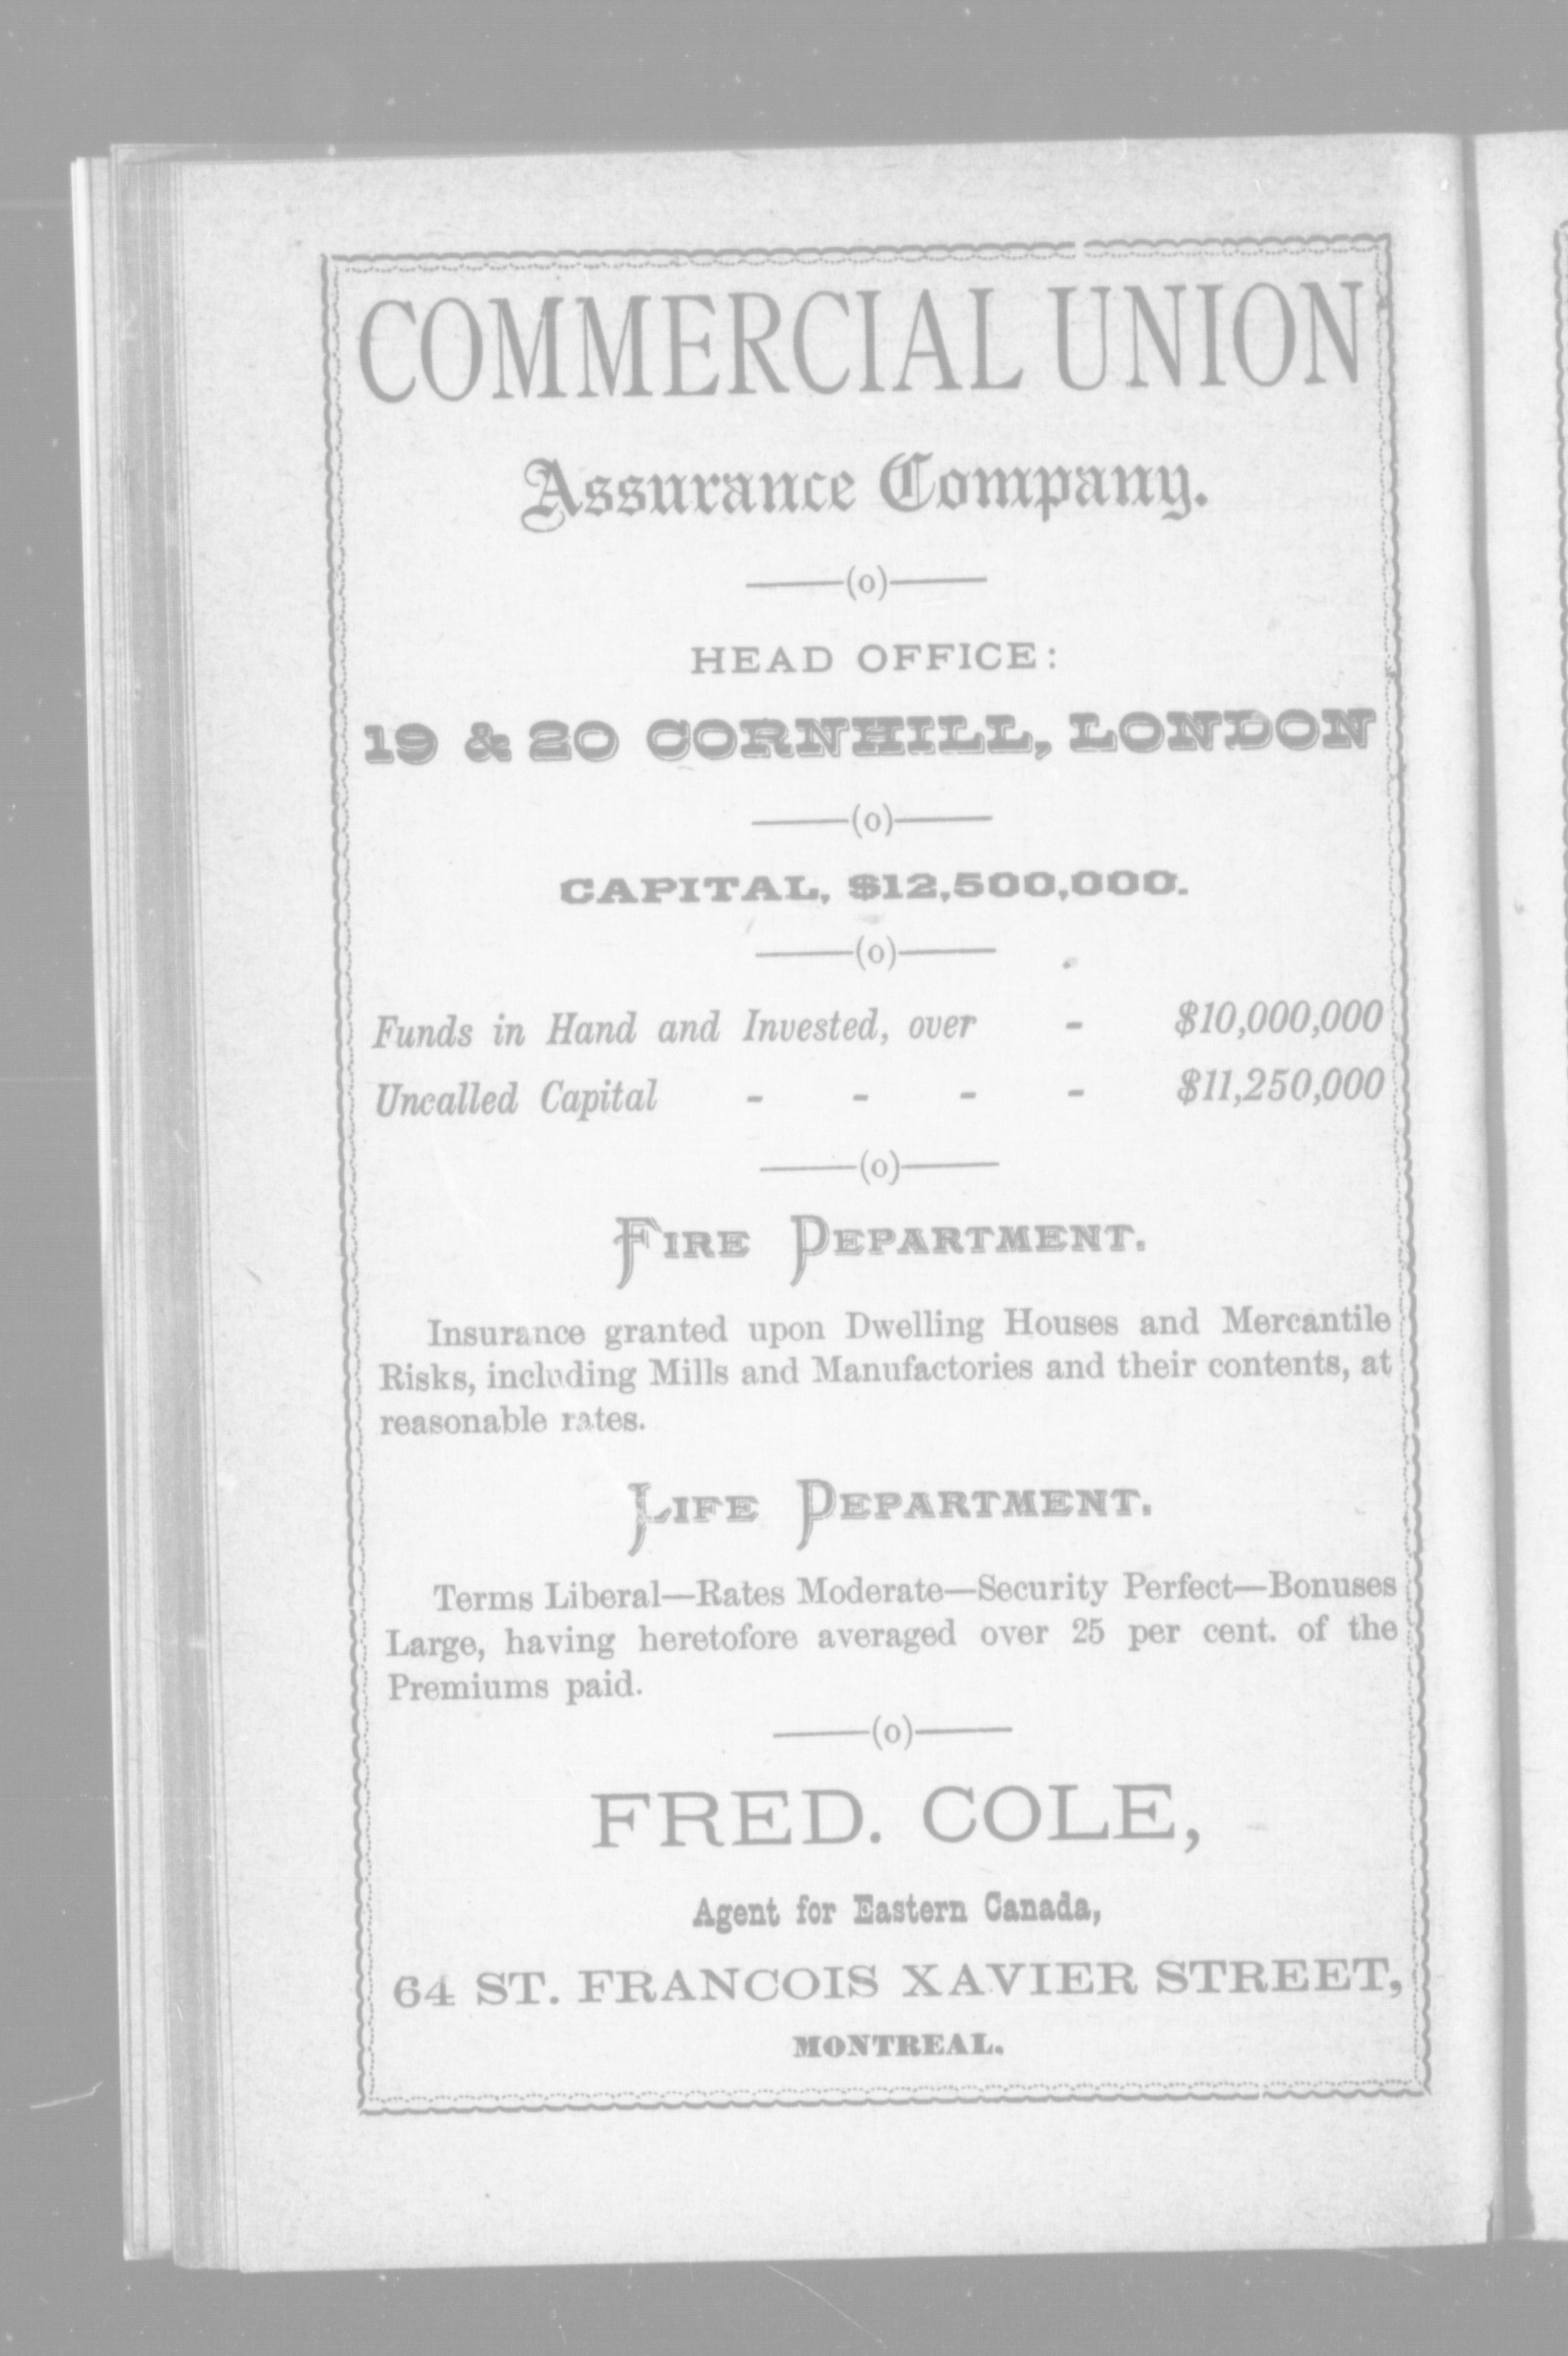 COMMERCIAL UNION
Assurance Company.
——(o)——
HEAD OFFICE:
19 & 20 CORNHILL, LONDON
——(o)——
CAPITAL, $12,500,000.
——(o)——
Funds in Hand and Invested, over - $10,000,000
Uncalled Capital - - - - $11,250,000
——(o)——
FIRE DEPARTMENT.
Insurance granted upon Dwelling Houses and Mercantile
Risks, including Mills and Manufactories and their contents, at
reasonable rates.
LIFE DEPARTMENT.
Terms Liberal—Rates Moderate—Security Perfect—Bonuses
Large, having heretofore averaged over 25 per cent. of the
Premiums paid.
——(o)——
FRED. COLE,
Agent for Eastern Canada,
64 ST. FRANCOIS XAVIER STREET,
MONTREAL.